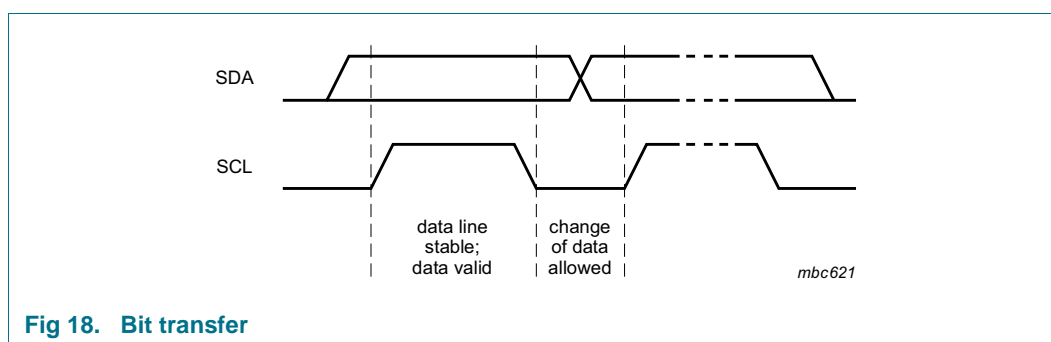 SDA
SCL
data line
stable;
data valid
change
of data
allowed
mbc621
Fig 18. Bit transfer